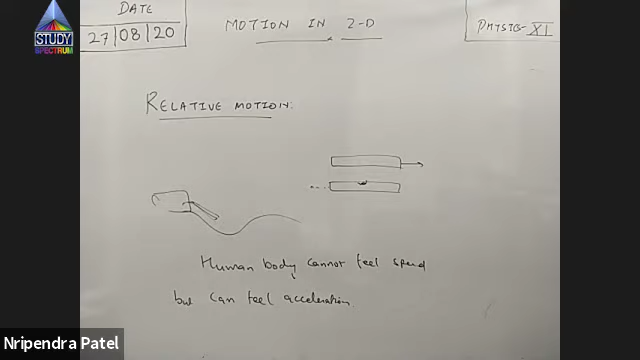 DATE
27/08/20
MOTION IN 2-D
PHYSICS-XI
STUDY
SPECTRUM
RELATIVE MOTION:
Human body cannot feel speed
but can feel acceleration
Nripendra Patel